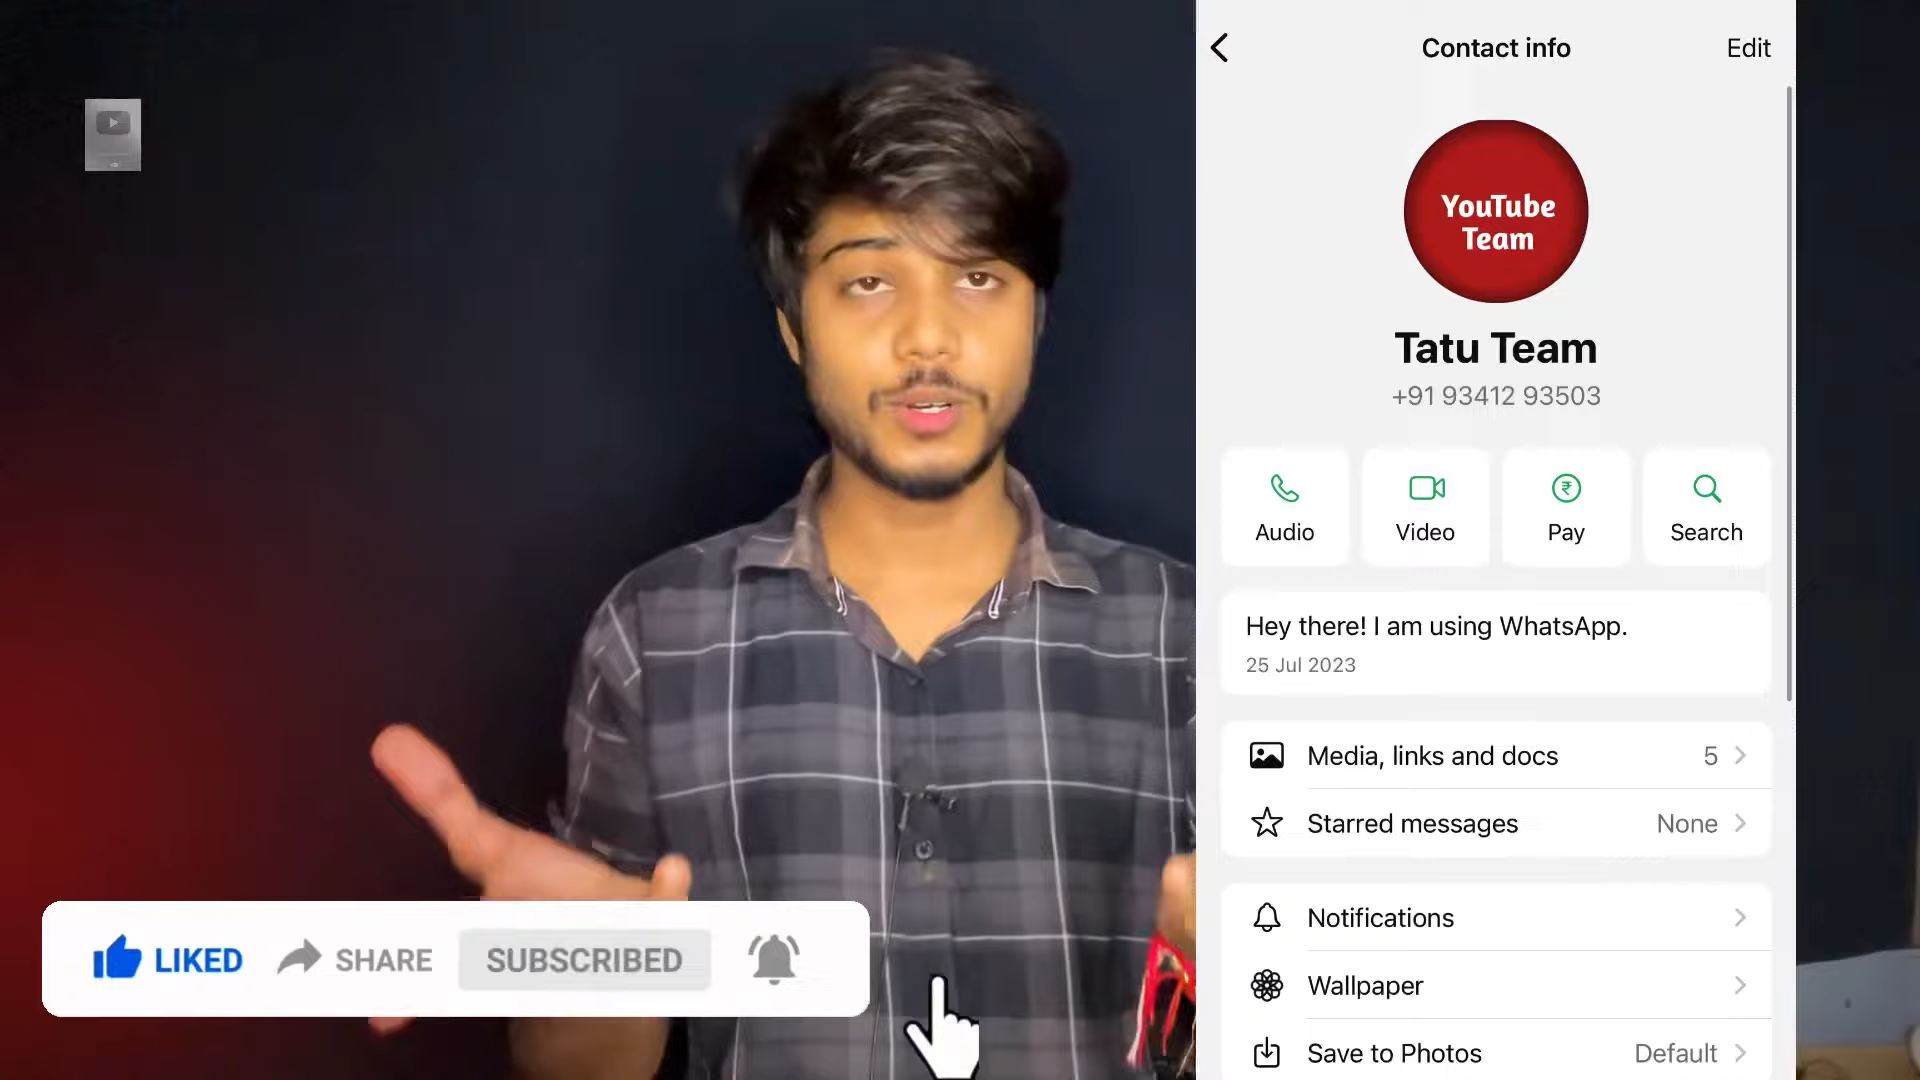 Contact info
Edit
YouTube
Team
Tatu Team
+91 93412 93503
Audio
Video
Pay
Search
Hey there! I am using WhatsApp.
25 Jul 2023
Media, links and docs
5
Starred messages
None
Notifications
Wallpaper
Save to Photos
Default
LIKED
SHARE
SUBSCRIBED